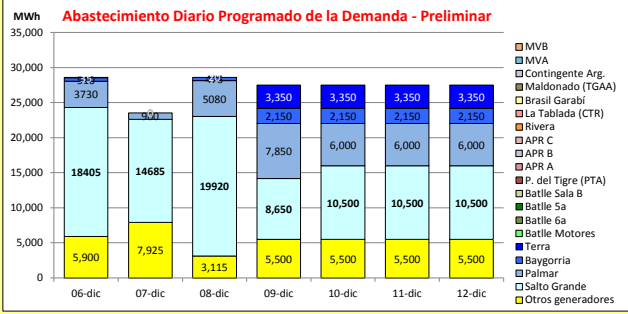 MWh
Abastecimiento Diario Programado de la Demanda - Preliminar
35,000
30,000
25,000
20,000
15,000
10,000
5,000
0
3730
18405
5,900
900
14685
7,925
5080
19920
3,115
3,350
2,150
7,850
8,650
5,500
3,350
2,150
6,000
10,500
5,500
3,350
2,150
6,000
10,500
5,500
3,350
2,150
6,000
10,500
5,500
06-dic
07-dic
08-dic
09-dic
10-dic
11-dic
12-dic
MVB
MVA
Contingente Arg.
Maldonado (TGAA)
Brasil Garabí
La Tablada (CTR)
Rivera
APR C
APR B
APR A
P. del Tigre (PTA)
Batlle Sala B
Batlle 5a
Batlle 6a
Batlle Motores
Terra
Baygorria
Palmar
Salto Grande
Otros generadores